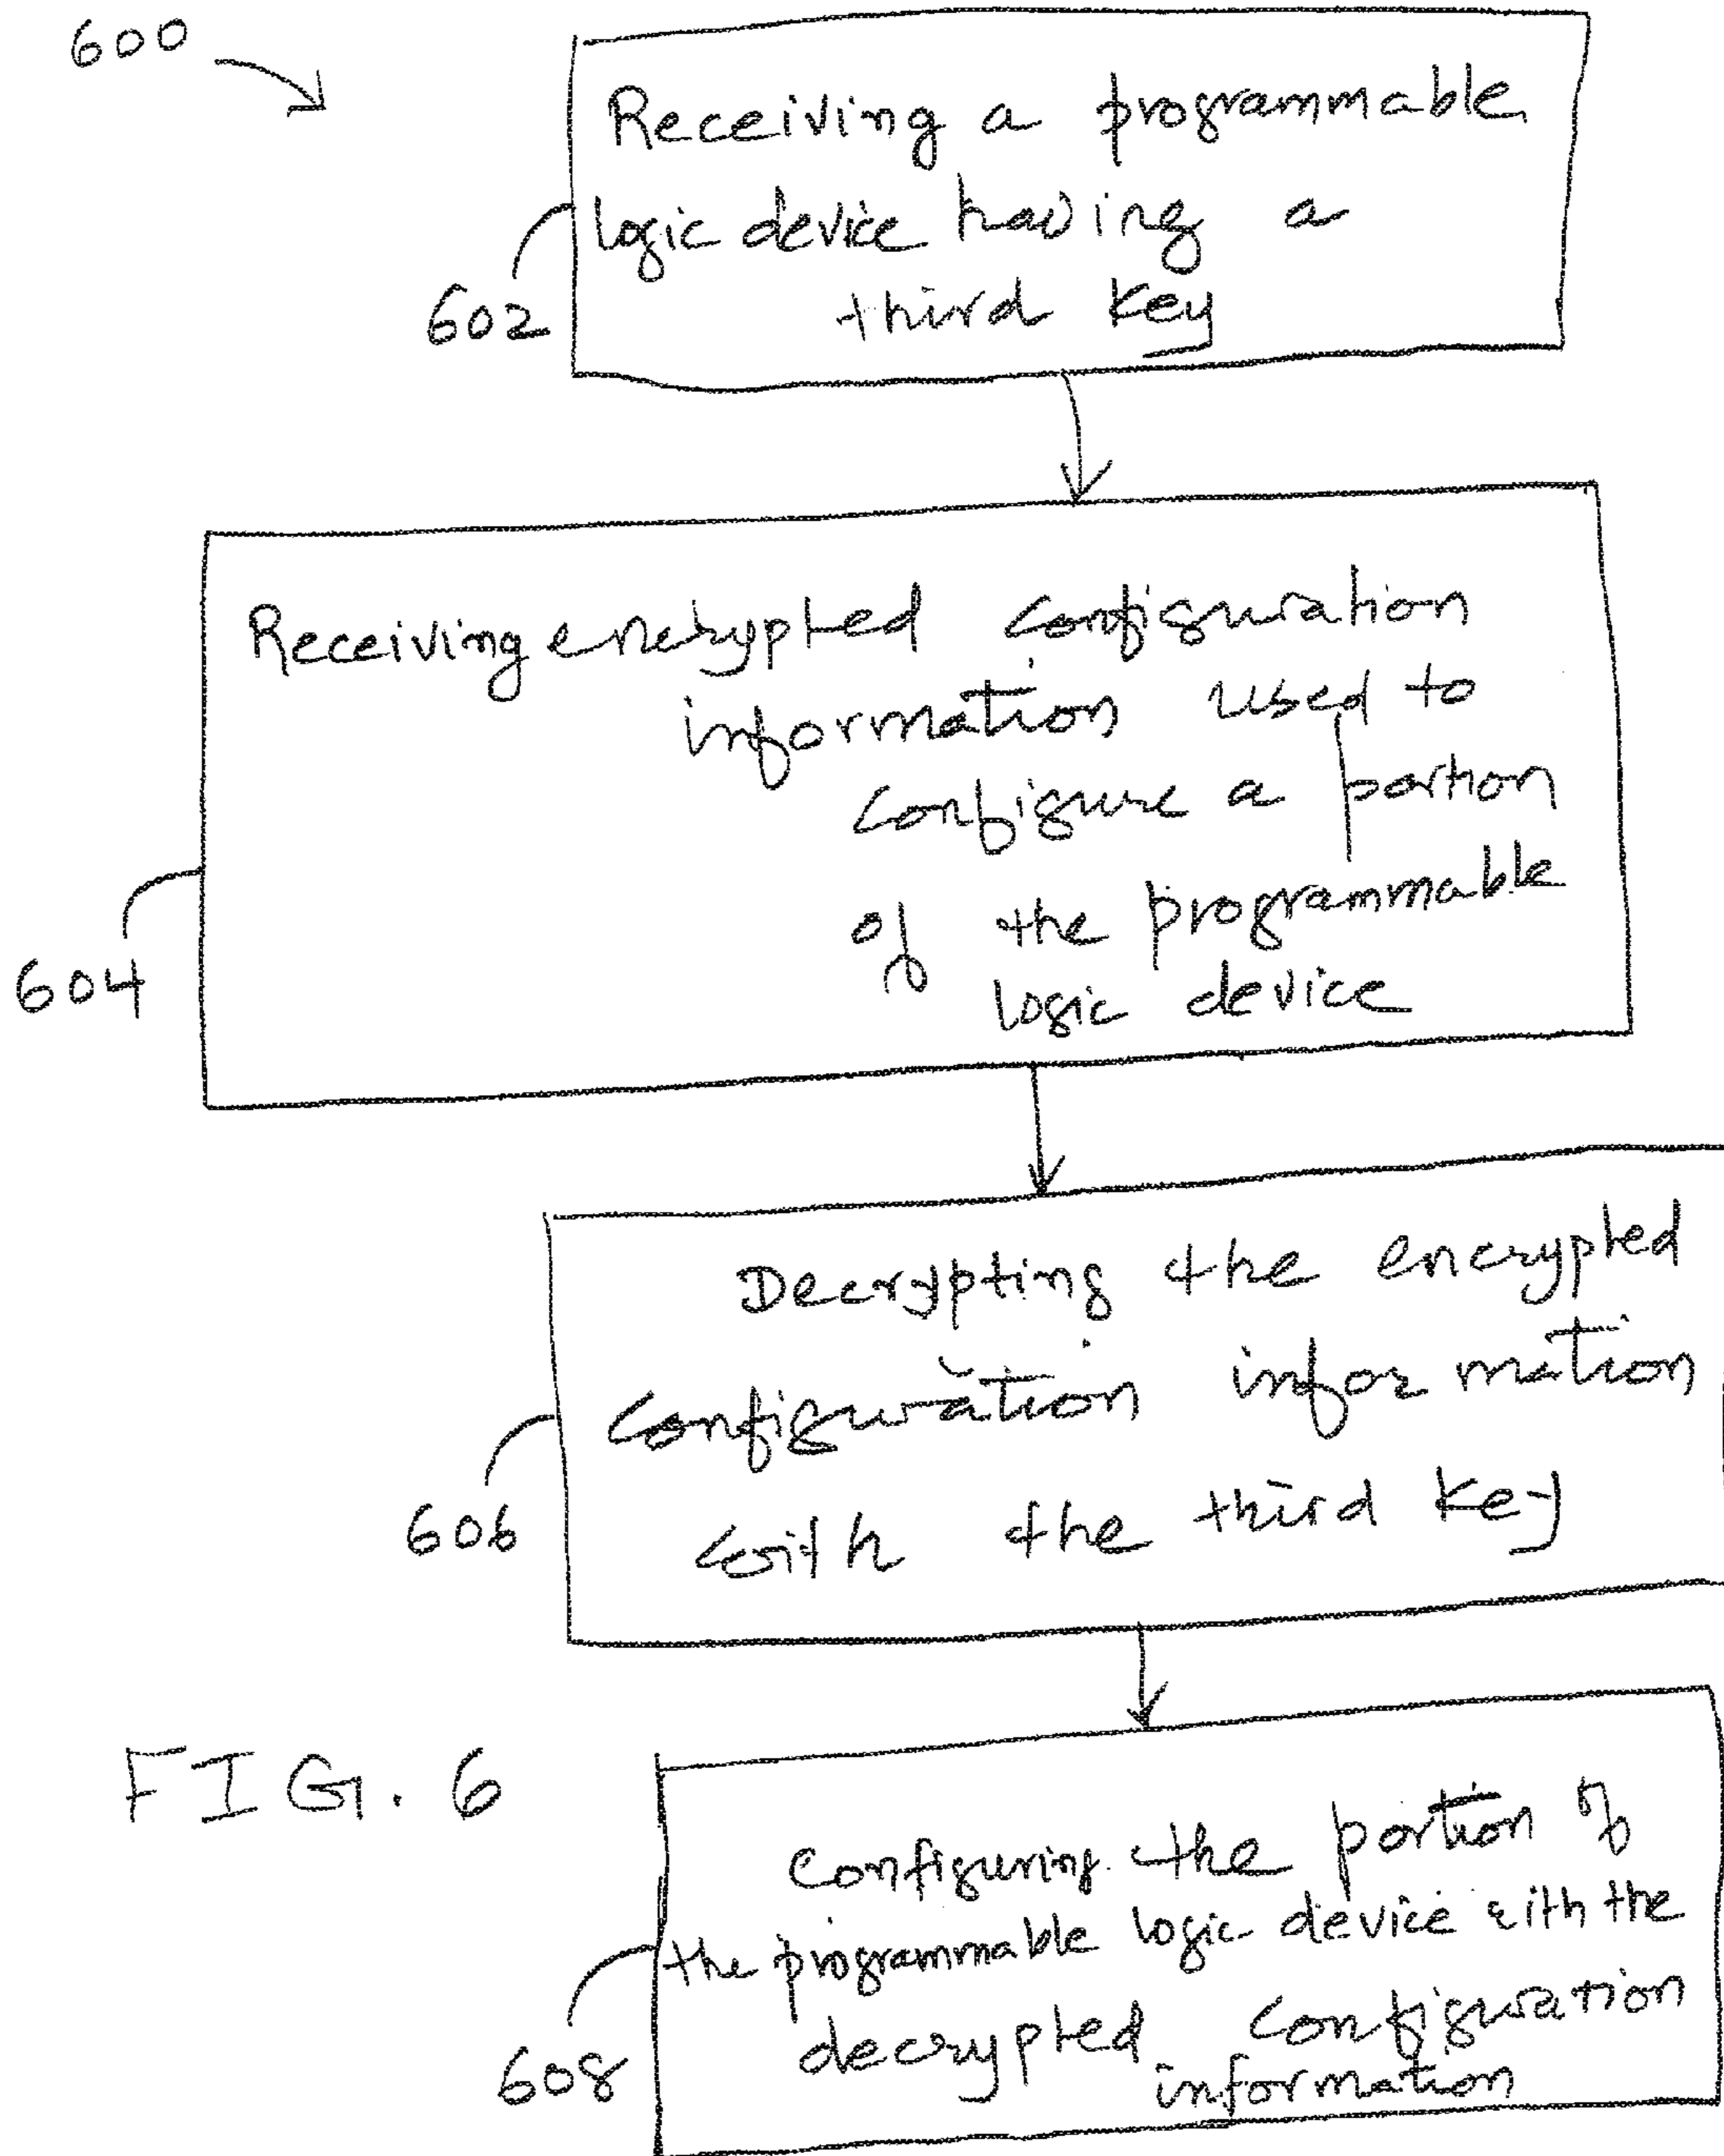 600
Receiving a programmable
logic device having a
third key
602
Receiving encrypted configuration
information used to
configure a portion
of the programmable
logic device
604
Decrypting the encrypted
configuration information
with the third key
606
FIG. 6
Configuring the portion of
the programmable logic device with the
decrypted configuration
information
608